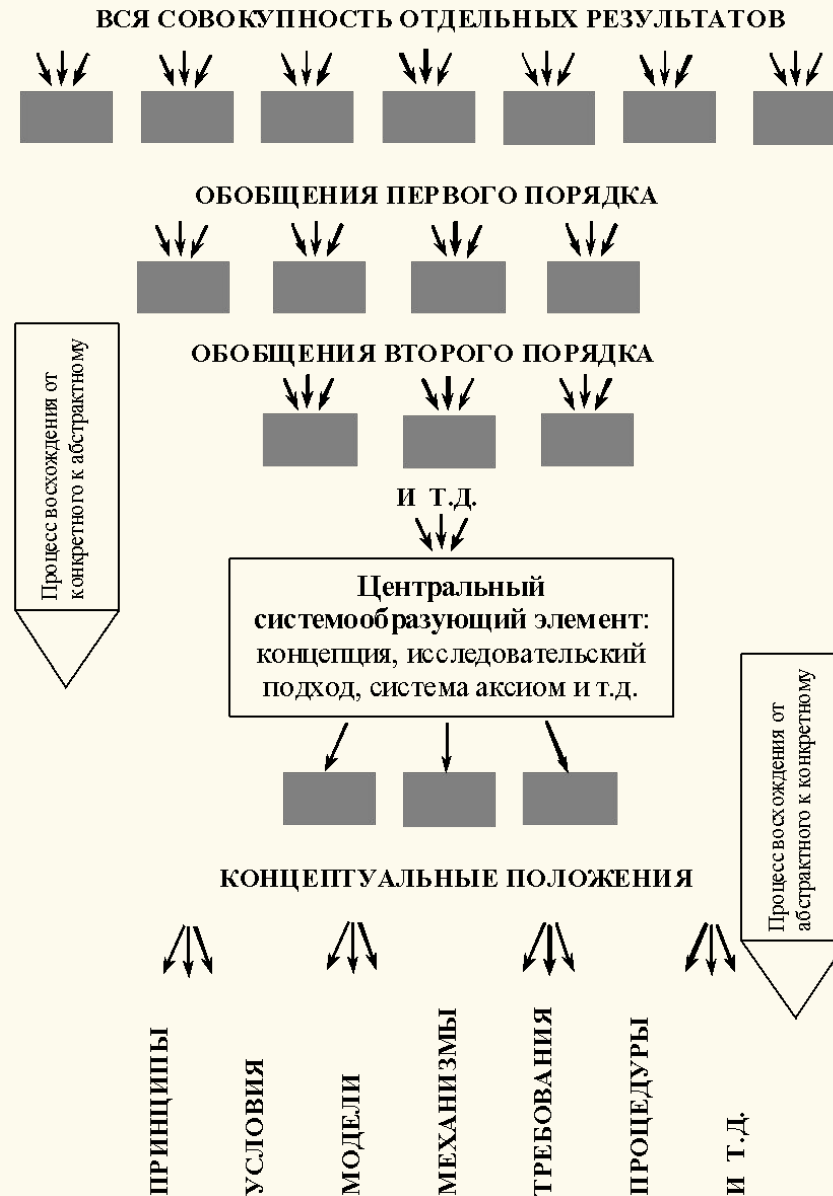 ВСЯ СОВОКУПНОСТЬ ОТДЕЛЬНЫХ РЕЗУЛЬТАТОВ
ОБОБЩЕНИЯ ПЕРВОГО ПОРЯДКА
ОБОБЩЕНИЯ ВТОРОГО ПОРЯДКА
Процесс восхождения от
конкретного к абстрактному
И Т.Д.
Центральный
системообразующий элемент:
концепция, исследовательский
подход, система аксиом и т.д.
Процесс восхождения от
абстрактного к конкретному
КОНЦЕПТУАЛЬНЫЕ ПОЛОЖЕНИЯ
ПРИНЦИПЫ
УСЛОВИЯ
МОДЕЛИ
МЕХАНИЗМЫ
ТРЕБОВАНИЯ
ПРОЦЕДУРЫ
И Т.Д.